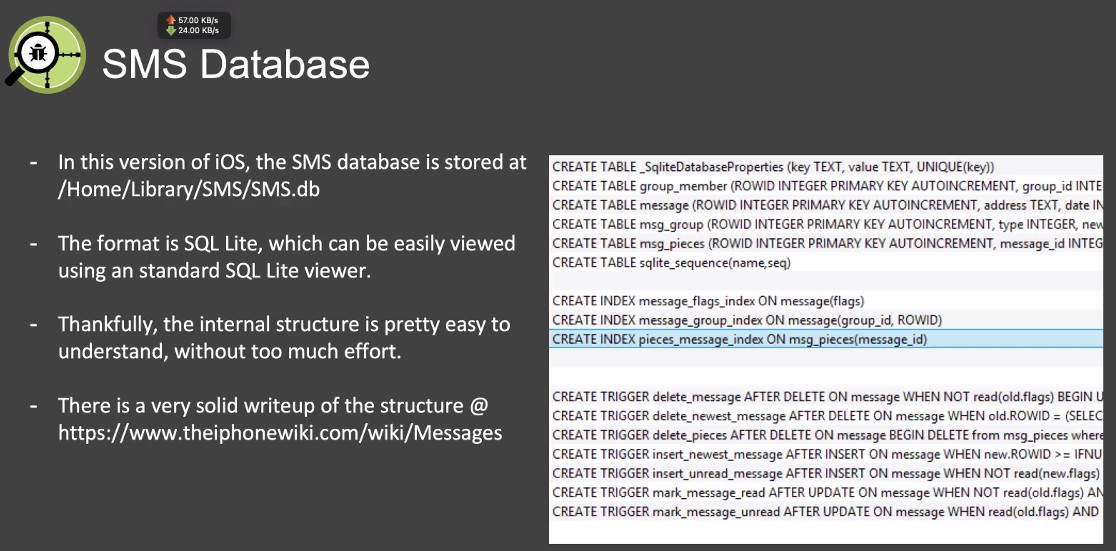 57.00 KB/s
24.00 KB/s
SMS Database
- In this version of iOS, the SMS database is stored at
/Home/Library/SMS/SMS.db
- The format is SQL Lite, which can be easily viewed
using an standard SQL Lite viewer.
- Thankfully, the internal structure is pretty easy to
understand, without too much effort.
- There is a very solid writeup of the structure @
https://www.theiphonewiki.com/wiki/Messages
CREATE TABLE _SqliteDatabaseProperties (key TEXT, value TEXT, UNIQUE(key))
CREATE TABLE group_member (ROWID INTEGER PRIMARY KEY AUTOINCREMENT, group_id INTE
CREATE TABLE message (ROWID INTEGER PRIMARY KEY AUTOINCREMENT, address TEXT, date IN
CREATE TABLE msg_group (ROWID INTEGER PRIMARY KEY AUTOINCREMENT, type INTEGER, new
CREATE TABLE msg_pieces (ROWID INTEGER PRIMARY KEY AUTOINCREMENT, message_id INTEG
CREATE TABLE sqlite_sequence(name,seq)
CREATE INDEX message_flags_index ON message(flags)
CREATE INDEX message_group_index ON message(group_id, ROWID)
CREATE INDEX pieces_message_index ON msg_pieces(message_id)
CREATE TRIGGER delete_message AFTER DELETE ON message WHEN NOT read(old.flags) BEGIN U
CREATE TRIGGER delete_newest_message AFTER DELETE ON message WHEN old.ROWID = (SELEC
CREATE TRIGGER delete_pieces AFTER DELETE ON message BEGIN DELETE from msg_pieces where
CREATE TRIGGER insert_newest_message AFTER INSERT ON message WHEN new.ROWID >= IFNU
CREATE TRIGGER insert_unread_message AFTER INSERT ON message WHEN NOT read(new.flags)
CREATE TRIGGER mark_message_read AFTER UPDATE ON message WHEN NOT read(old.flags) AN
CREATE TRIGGER mark_message_unread AFTER UPDATE ON message WHEN read(old.flags) AND